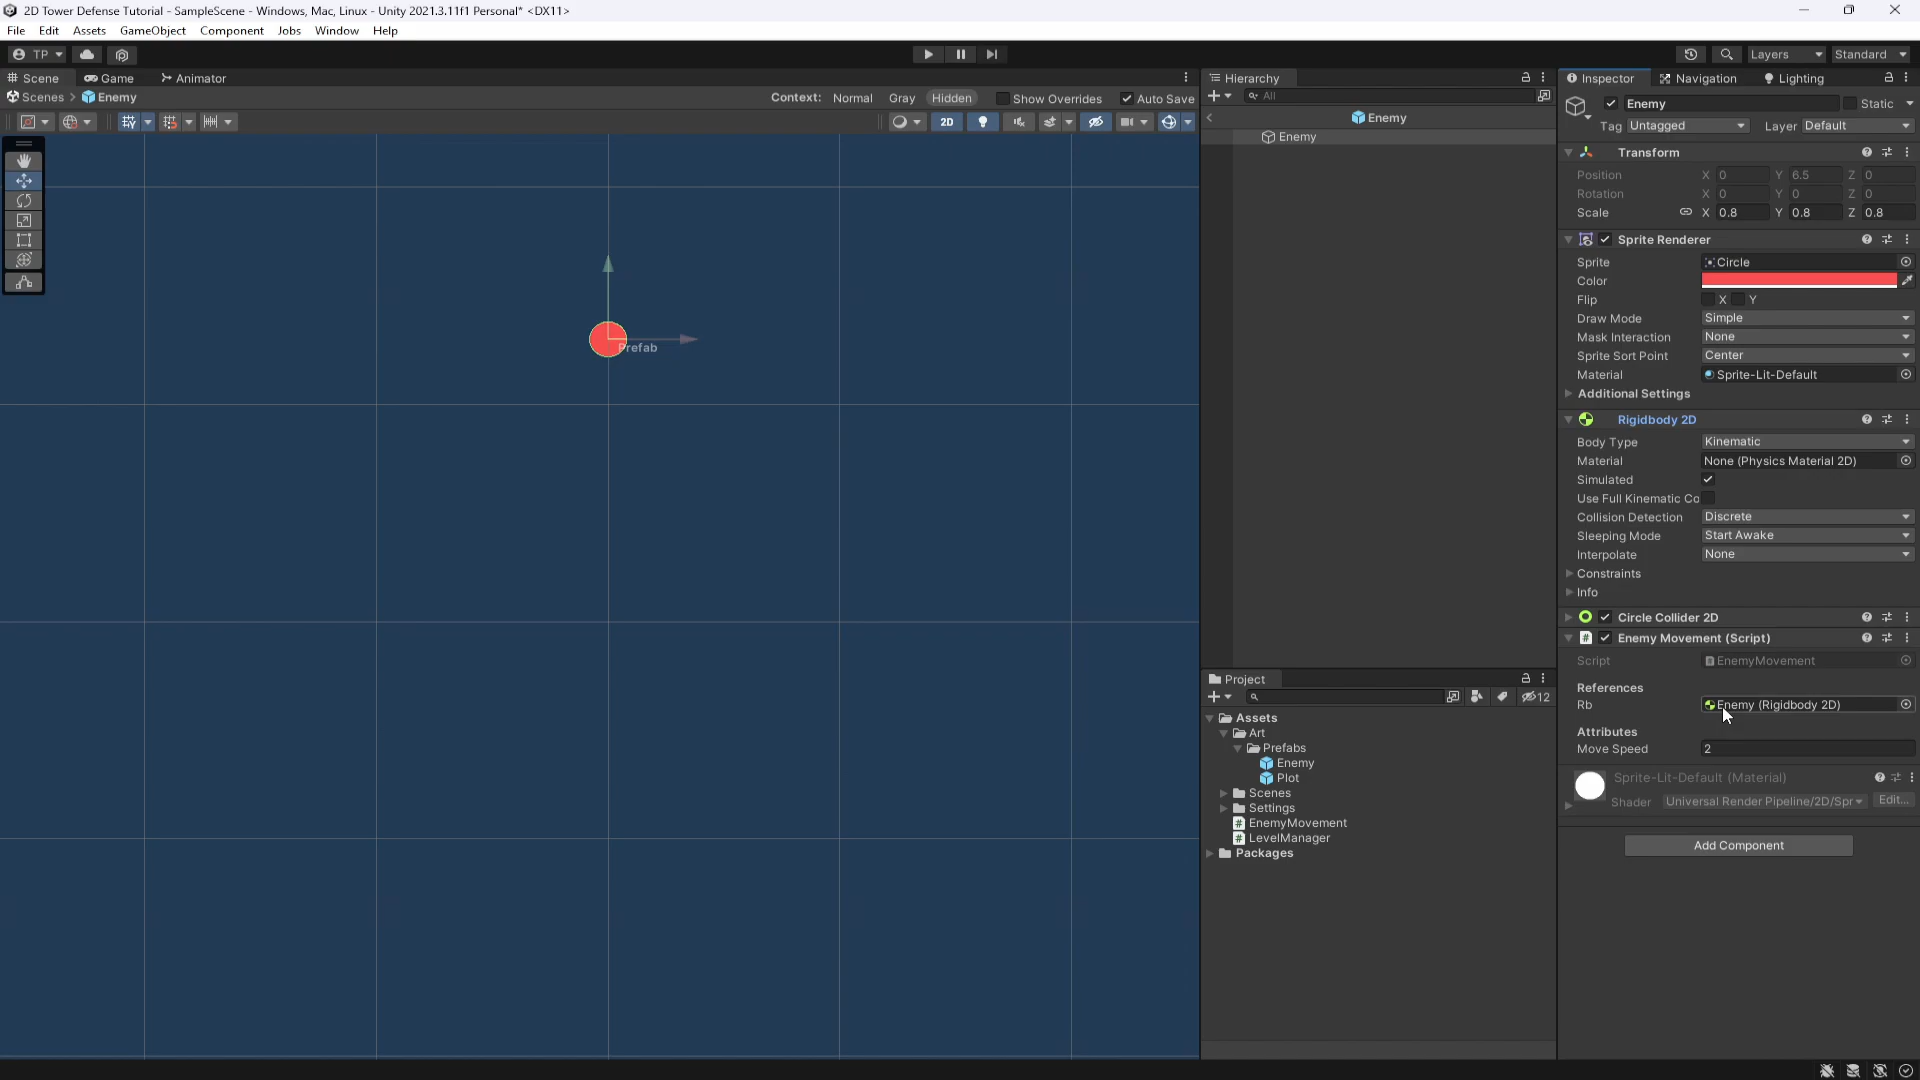 2D Tower Defense Tutorial - SampleScene - Windows, Mac, Linux - Unity 2021.3.11f1 Personal* <DX11>
File Edit Assets GameObject Component Jobs Window Help
TP Layers Standard
Scene Game Animator
Scenes > Enemy Context: Normal Gray Hidden Show Overrides Auto Save
2D
Prefab
Hierarchy
All
Enemy
Enemy
Project
12
Assets
Art
Prefabs
Enemy
Plot
Scenes
Settings
EnemyMovement
LevelManager
Packages
Inspector Navigation Lighting
Enemy Static
Tag Untagged Layer Default
Transform
Position X 0 Y 6.5 Z 0
Rotation X 0 Y 0 Z 0
Scale X 0.8 Y 0.8 Z 0.8
Sprite Renderer
Sprite Circle
Color
Flip X Y
Draw Mode Simple
Mask Interaction None
Sprite Sort Point Center
Material Sprite-Lit-Default
Additional Settings
Rigidbody 2D
Body Type Kinematic
Material None (Physics Material 2D)
Simulated
Use Full Kinematic Co
Collision Detection Discrete
Sleeping Mode Start Awake
Interpolate None
Constraints
Info
Circle Collider 2D
Enemy Movement (Script)
Script EnemyMovement
References
Rb Enemy (Rigidbody 2D)
Attributes
Move Speed 2
Sprite-Lit-Default (Material)
Shader Universal Render Pipeline/2D/Spr Edit...
Add Component